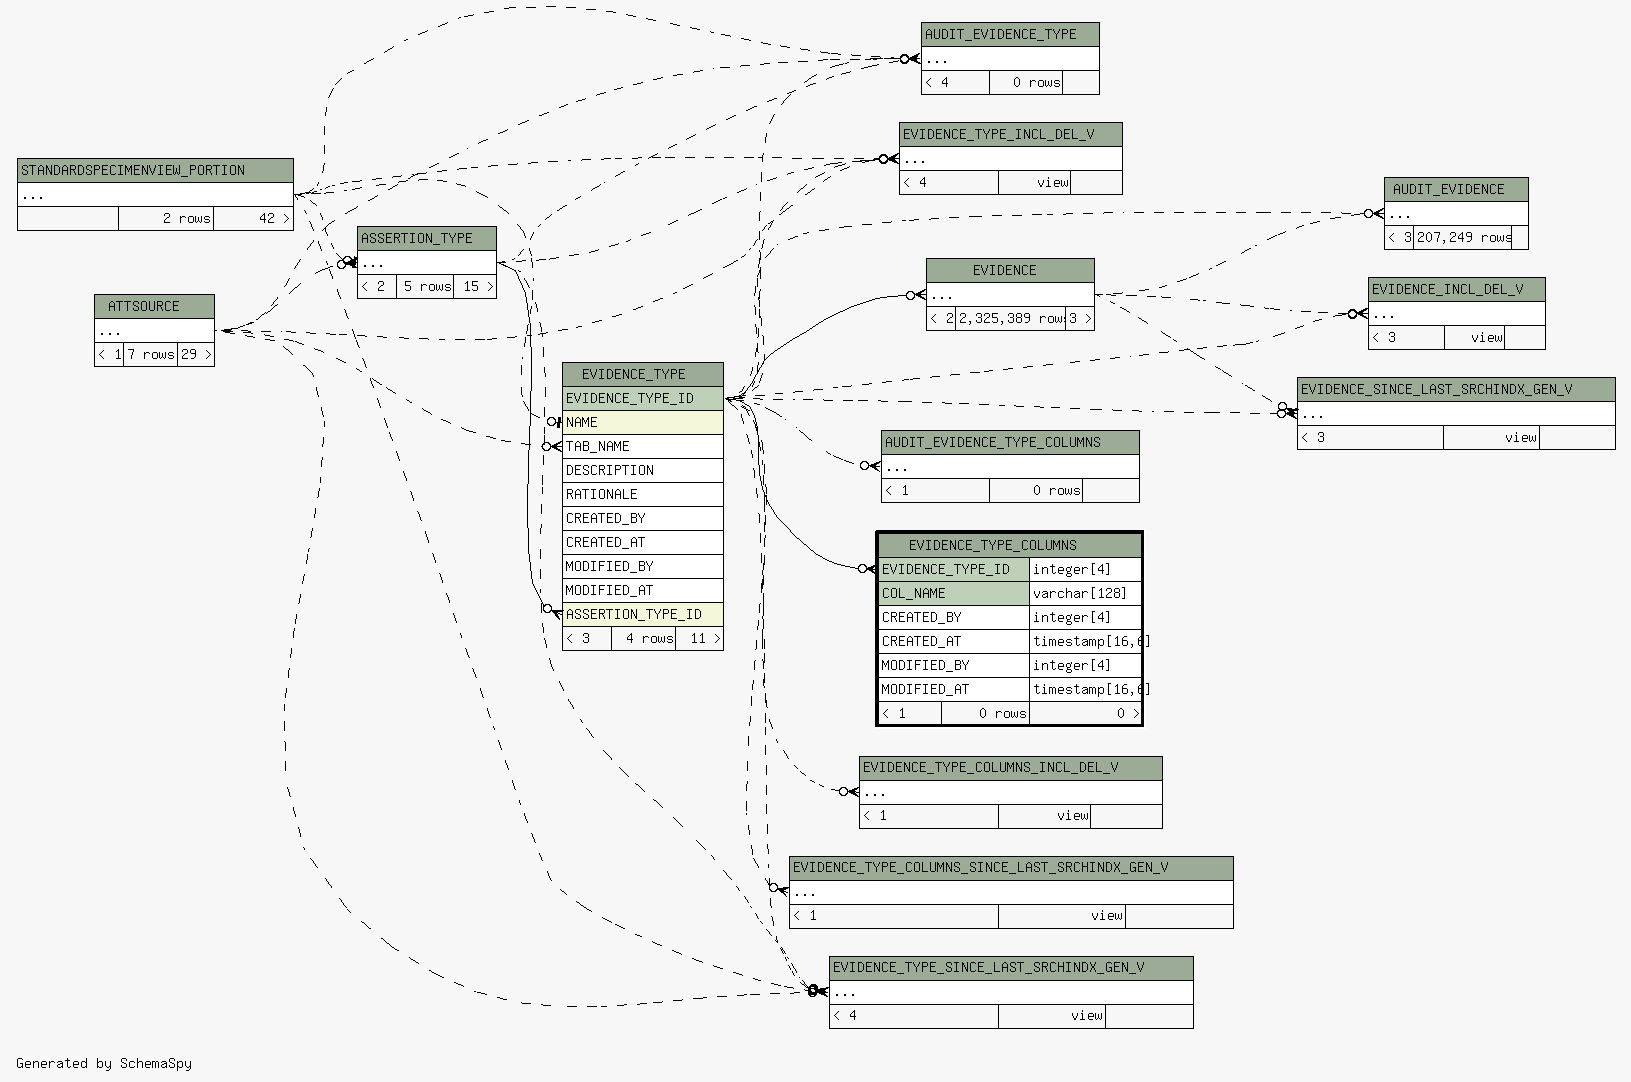 AUDIT_EVIDENCE_TYPE
...
< 4 0 rows
EVIDENCE_TYPE_INCL_DEL_V
...
< 4 view
STANDARDSPECIMENVIEW_PORTION
...
2 rows 42 >
AUDIT_EVIDENCE
...
< 3 207,249 rows
ASSERTION_TYPE
...
< 2 5 rows 15 >
EVIDENCE
...
< 2 2,325,389 rows 3 >
EVIDENCE_INCL_DEL_V
...
< 3 view
ATTSOURCE
...
< 1 7 rows 29 >
EVIDENCE_TYPE
EVIDENCE_TYPE_ID
NAME
TAB_NAME
DESCRIPTION
RATIONALE
CREATED_BY
CREATED_AT
MODIFIED_BY
MODIFIED_AT
ASSERTION_TYPE_ID
< 3 4 rows 11 >
EVIDENCE_SINCE_LAST_SRCHINDX_GEN_V
...
< 3 view
AUDIT_EVIDENCE_TYPE_COLUMNS
...
< 1 0 rows
EVIDENCE_TYPE_COLUMNS
EVIDENCE_TYPE_ID integer[4]
COL_NAME varchar[128]
CREATED_BY integer[4]
CREATED_AT timestamp[16,6]
MODIFIED_BY integer[4]
MODIFIED_AT timestamp[16,6]
< 1 0 rows 0 >
EVIDENCE_TYPE_COLUMNS_INCL_DEL_V
...
< 1 view
EVIDENCE_TYPE_COLUMNS_SINCE_LAST_SRCHINDX_GEN_V
...
< 1 view
EVIDENCE_TYPE_SINCE_LAST_SRCHINDX_GEN_V
...
< 4 view
Generated by SchemaSpy